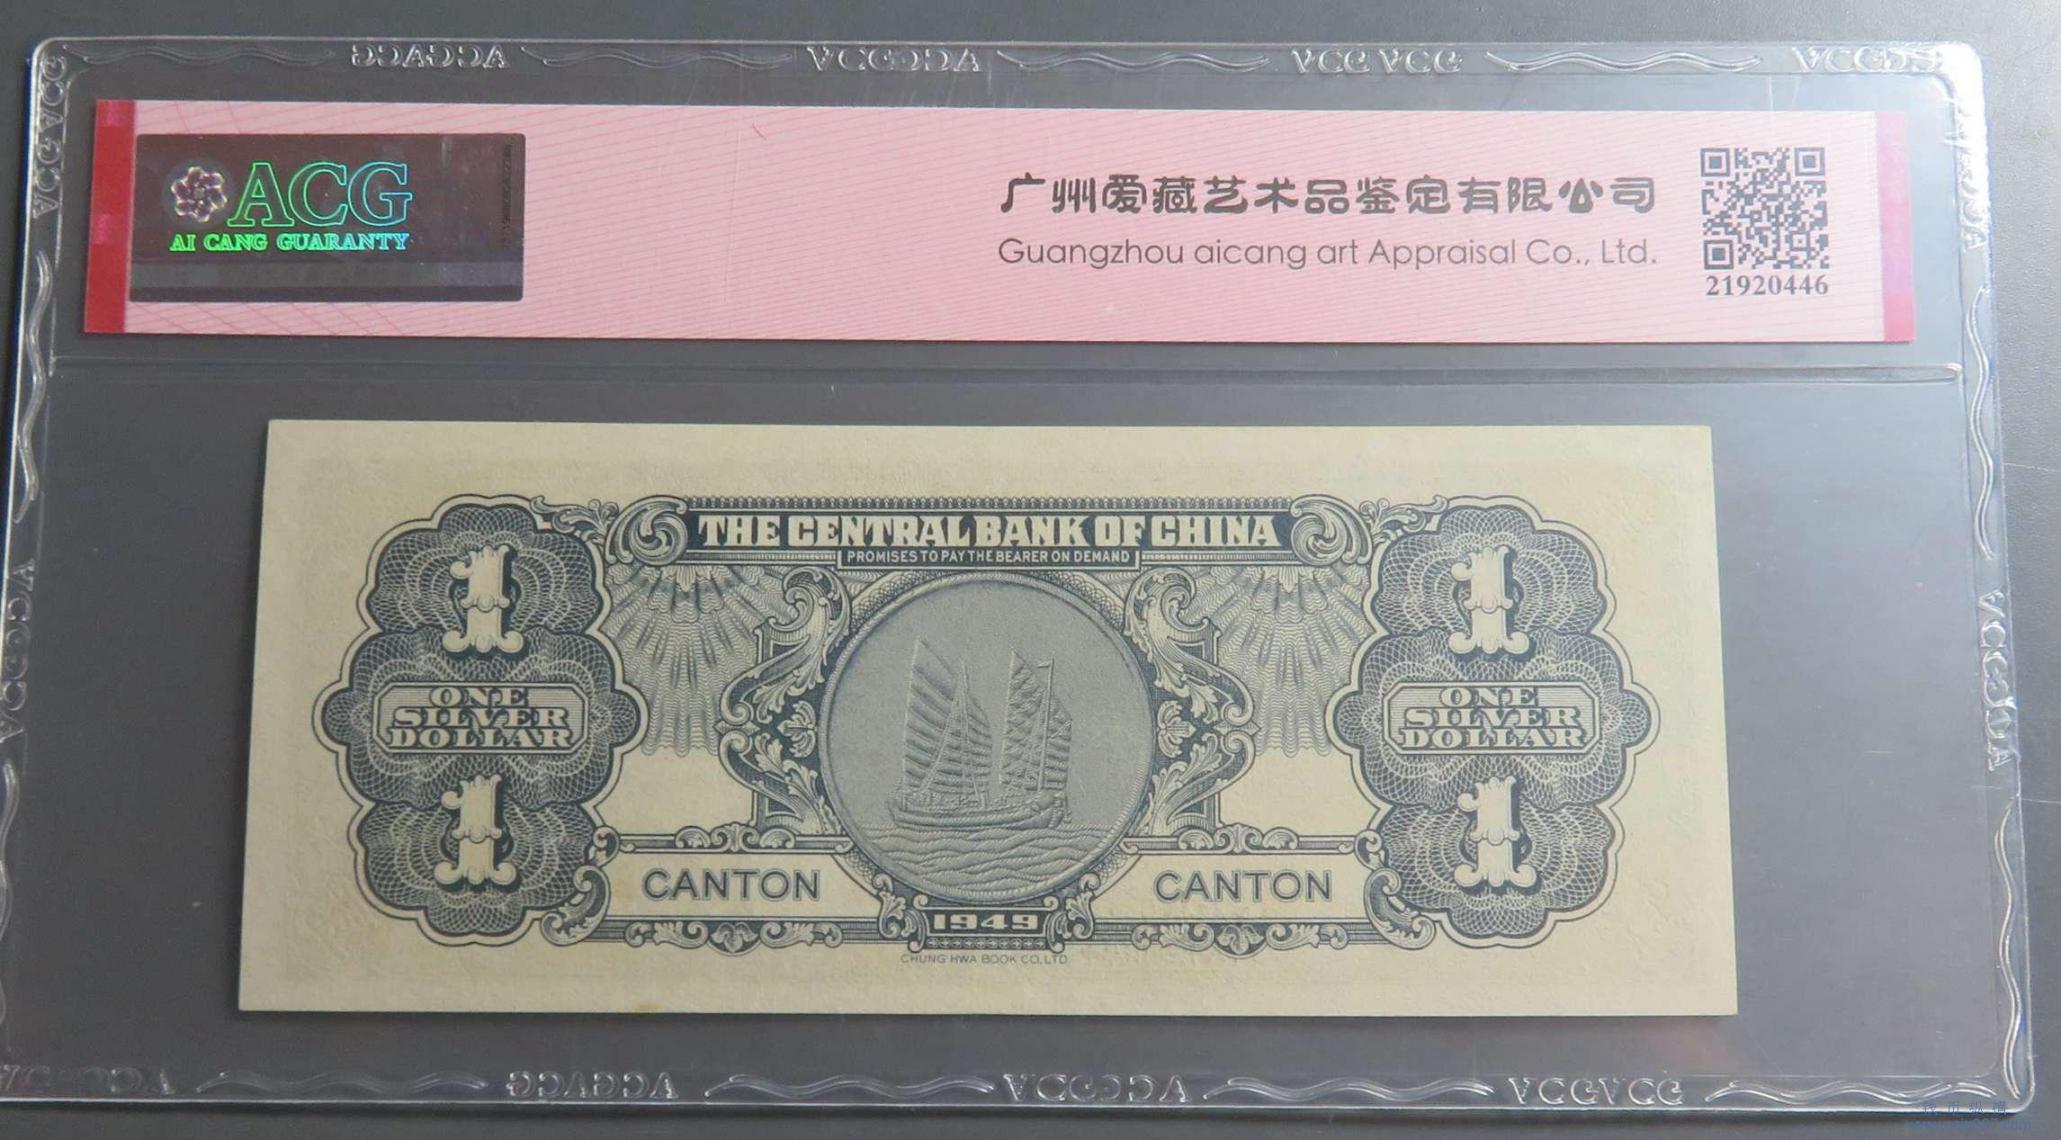 ACG
AI CANG GUARANTY
广州爱藏艺术品鉴定有限公司
Guangzhou aicang art Appraisal Co., Ltd.
21920446
THE CENTRAL BANK OF CHINA
PROMISES TO PAY THE BEARER ON DEMAND
1
1
ONE
SILVER
DOLLAR
ONE
SILVER
DOLLAR
1
1
CANTON
CANTON
1949
CHUNG HWA BOOK CO, LTD